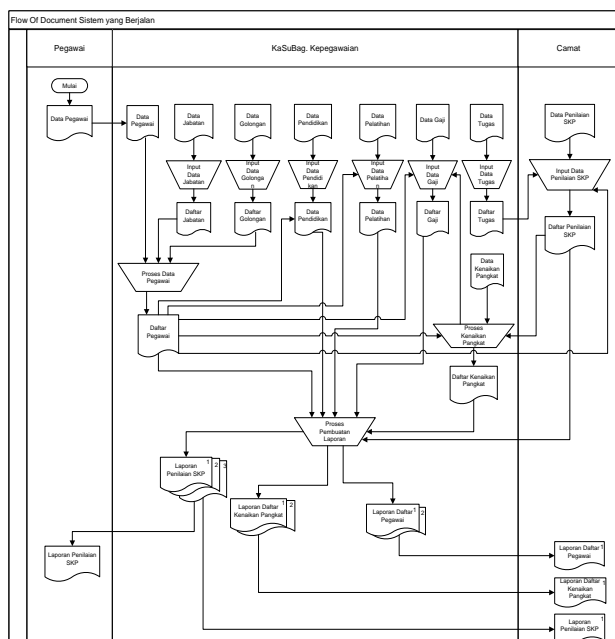 Flow Of Document Sistem yang Berjalan
Pegawai
KaSuBag. Kepegawaian
Camat
Mulai
Data Pegawai
Data
Pegawai
Data
Jabatan
Data
Golongan
Data
Pendidikan
Data
Pelatihan
Data Gaji
Data
Tugas
Data Penilaian
SKP
Input
Data
Jabatan
Input
Data
Golonga
n
Input
Data
Pendidi
kan
Input
Data
Pelatiha
n
Input
Data
Gaji
Input
Data
Tugas
Input Data
Penilaian SKP
Daftar
Jabatan
Daftar
Golongan
Data
Pendidikan
Data
Pelatihan
Daftar
Gaji
Daftar
Tugas
Daftar Penilaian
SKP
Proses Data
Pegawai
Data
Kenaikan
Pangkat
Daftar
Pegawai
Proses
Kenaikan
Pangkat
Daftar Kenaikan
Pangkat
Proses
Pembuatan
Laporan
Laporan
Penilaian SKP
1
2
3
Laporan Daftar
Kenaikan Pangkat
1
2
Laporan Daftar
Pegawai
1
2
Laporan Penilaian
SKP
Laporan Daftar
Pegawai
1
Laporan Daftar
Kenaikan
Pangkat
1
Laporan
Penilaian SKP
1